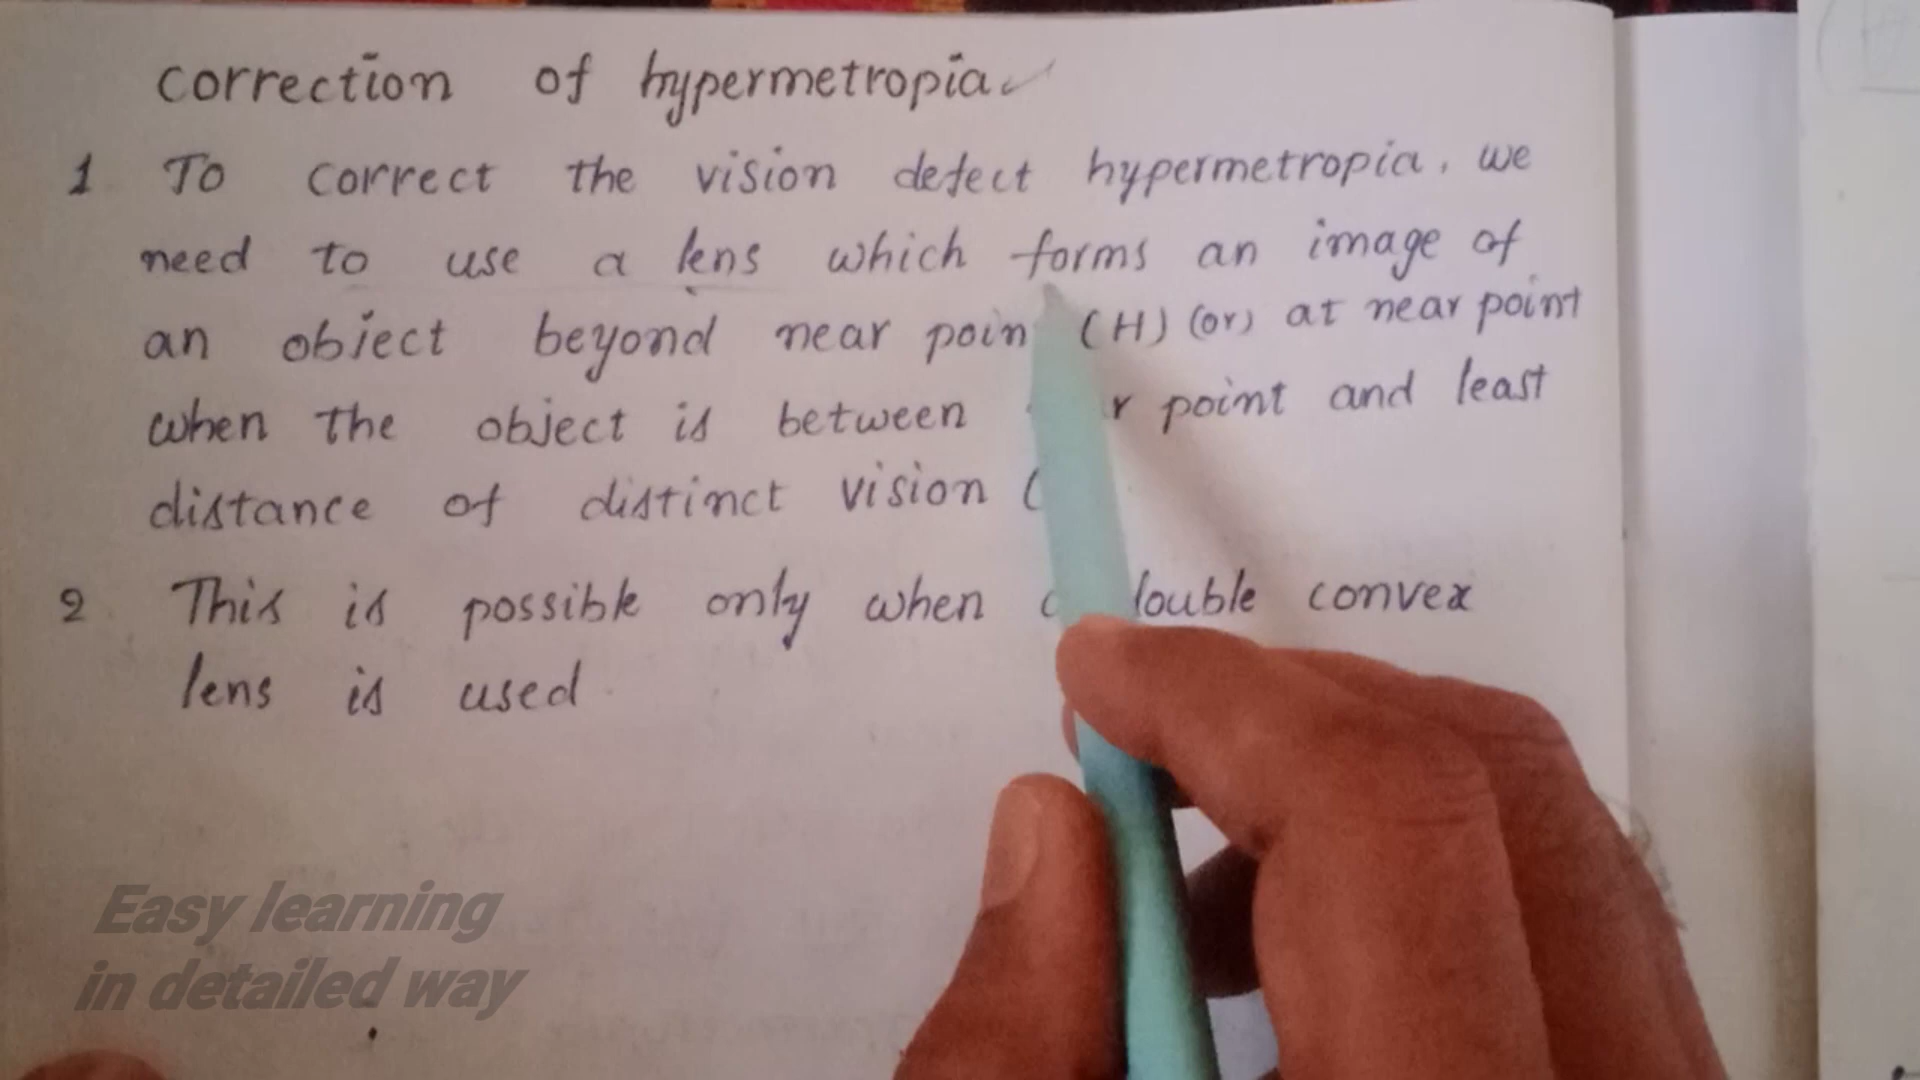 correction of hypermetropia
1 To correct the vision defect hypermetropia, we
need to use a lens which forms an image of
an object beyond near poin (H) (or) at near point
when the object is between r point and least
distance of distinct vision (
2 This is possible only when double convex
lens is used
Easy learning
in detailed way